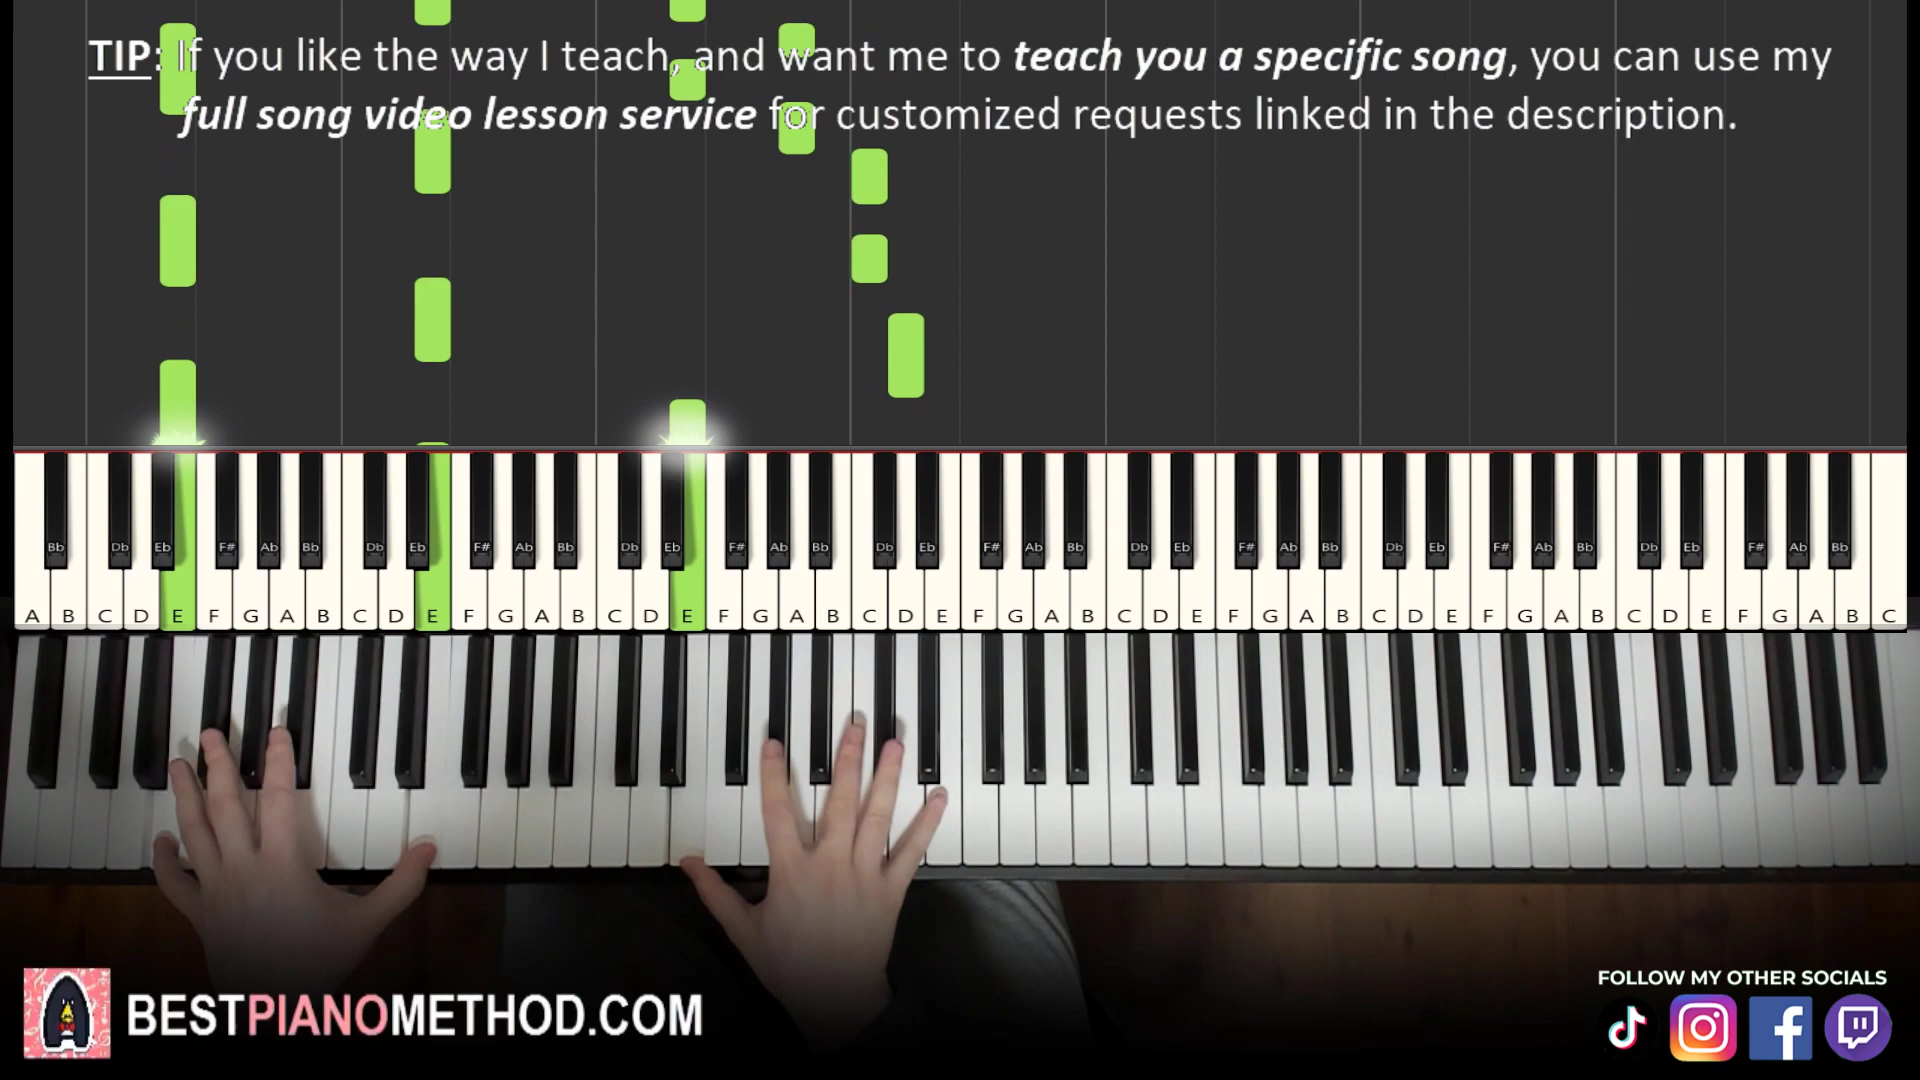 TIP: If you like the way I teach, and want me to teach you a specific song, you can use my
full song video lesson service for customized requests linked in the description.
Bb Db Eb F# Ab Bb Db Eb F# Ab Bb Db Eb F# Ab Bb Db Eb F# Ab Bb Db Eb F# Ab Bb Db Eb F# Ab Bb Db Eb F# Ab Bb
A B C D E F G A B C D E F G A B C D E F G A B C D E F G A B C D E F G A B C D E F G A B C D E F G A B C
FOLLOW MY OTHER SOCIALS
BESTPIANOMETHOD.COM